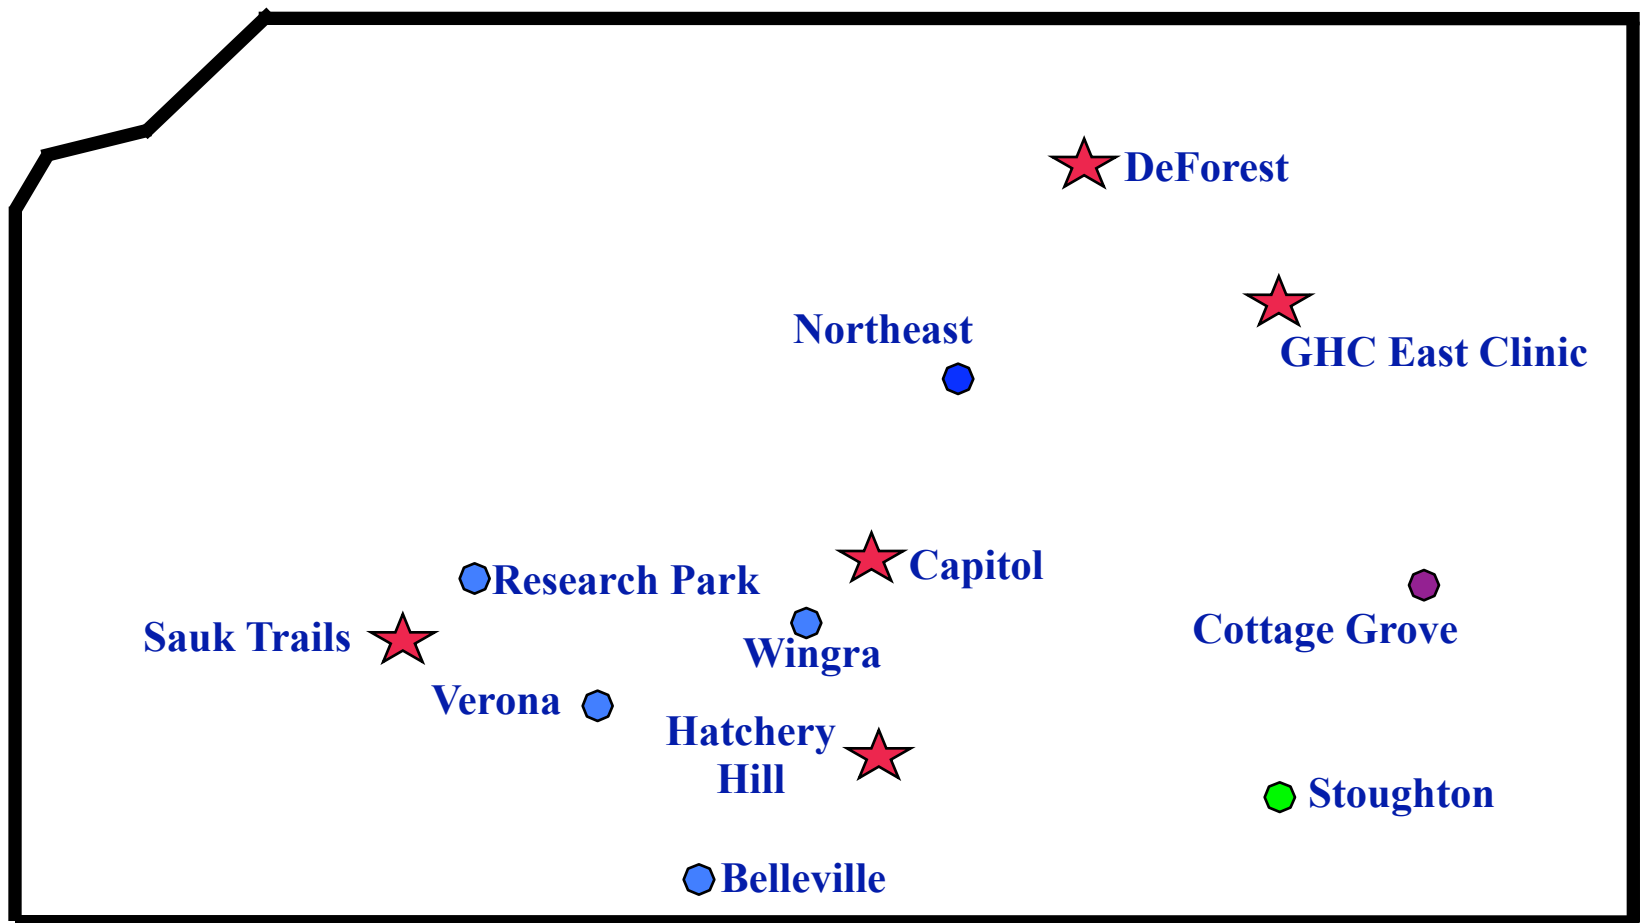 DeForest
Northeast
GHC East Clinic
Capitol
Research Park
Cottage Grove
Sauk Trails
Wingra
Verona
Hatchery
Hill
Stoughton
Belleville